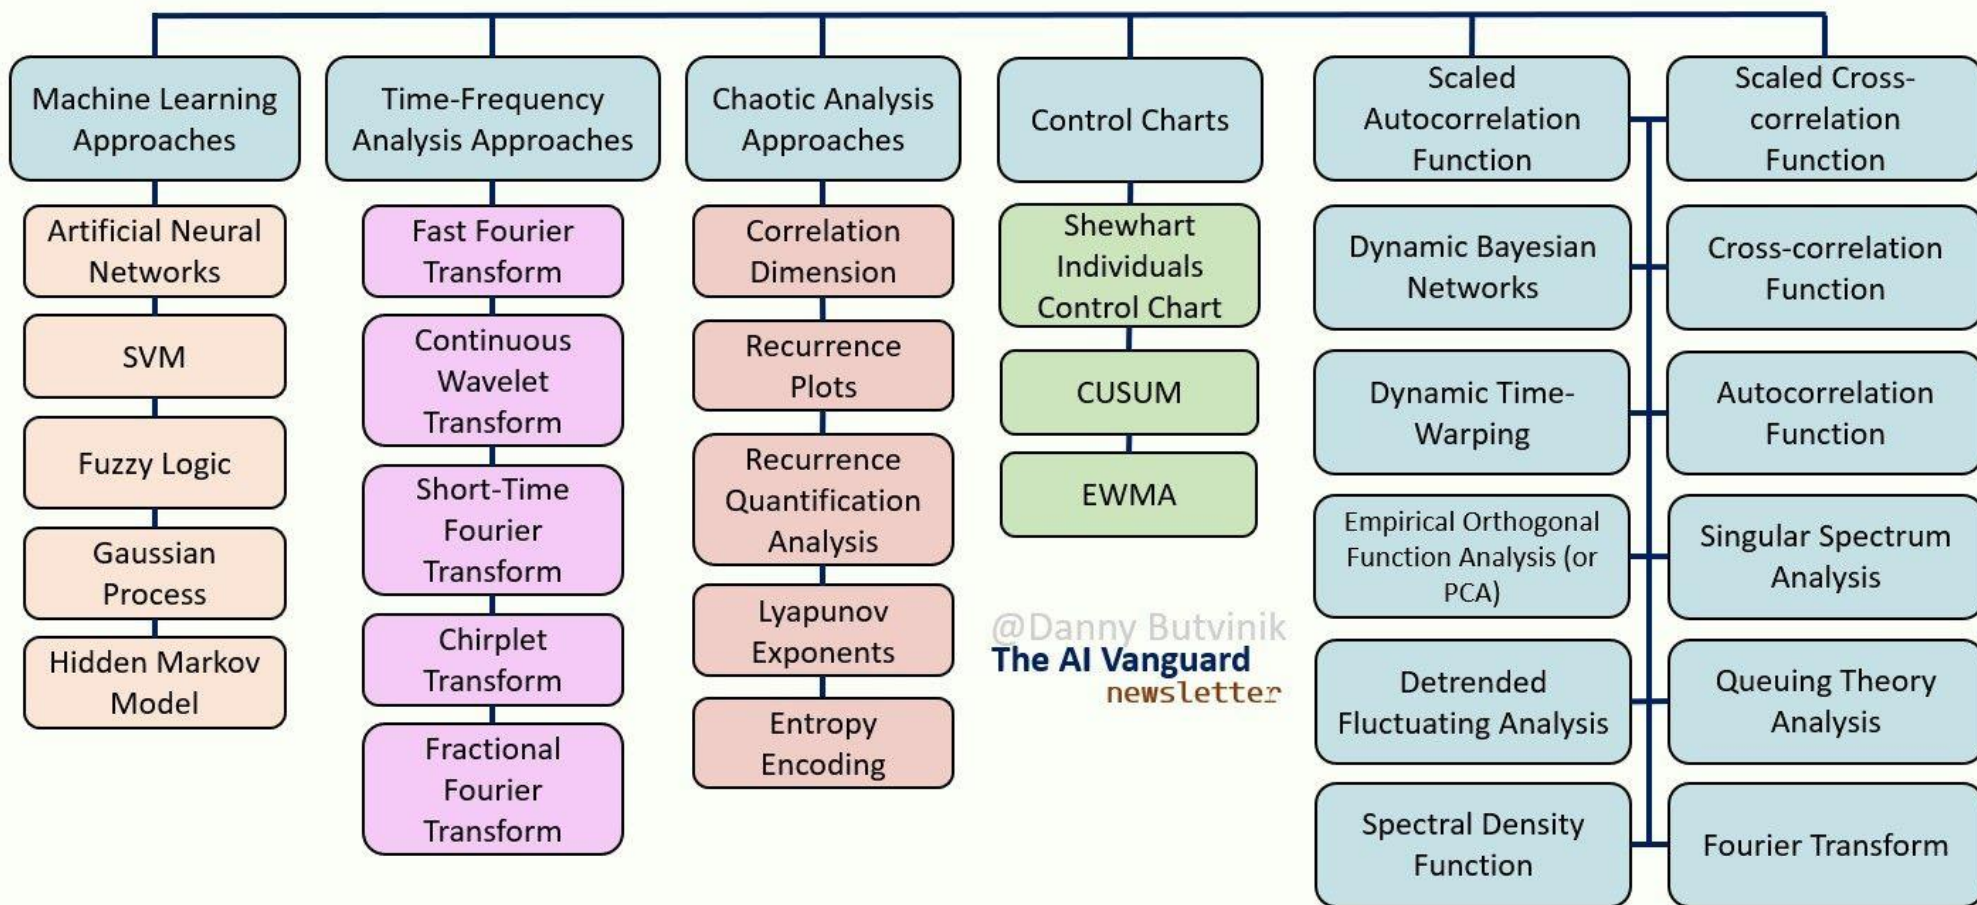 Machine Learning
Approaches
Artificial Neural
Networks
SVM
Fuzzy Logic
Gaussian
Process
Hidden Markov
Model
Time-Frequency
Analysis Approaches
Fast Fourier
Transform
Continuous
Wavelet
Transform
Short-Time
Fourier
Transform
Chirplet
Transform
Fractional
Fourier
Transform
Chaotic Analysis
Approaches
Correlation
Dimension
Recurrence
Plots
Recurrence
Quantification
Analysis
Lyapunov
Exponents
Entropy
Encoding
Control Charts
Shewhart
Individuals
Control Chart
CUSUM
EWMA
@Danny Butvinik
The AI Vanguard
newsletter
Scaled
Autocorrelation
Function
Dynamic Bayesian
Networks
Dynamic Time-
Warping
Empirical Orthogonal
Function Analysis (or
PCA)
Detrended
Fluctuating Analysis
Spectral Density
Function
Scaled Cross-
correlation
Function
Cross-correlation
Function
Autocorrelation
Function
Singular Spectrum
Analysis
Queuing Theory
Analysis
Fourier Transform